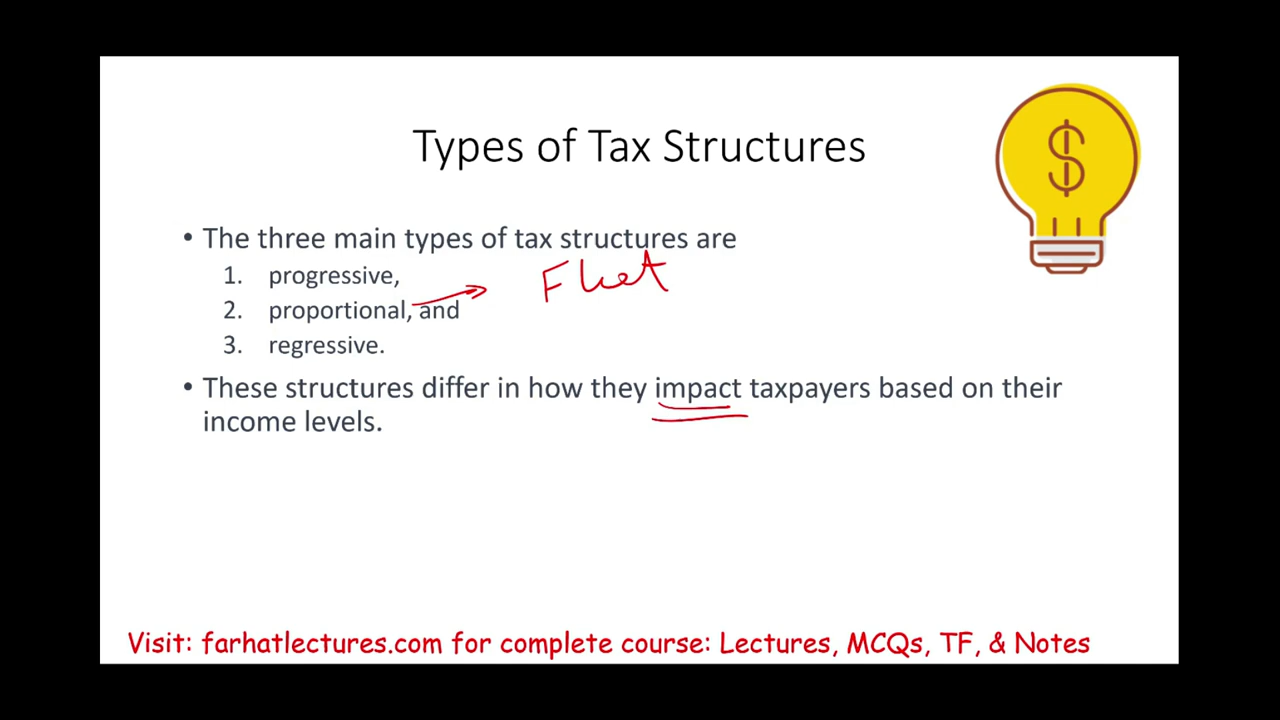 Types of Tax Structures
$
• The three main types of tax structures are
1. progressive,
Flat
2. proportional, and
3. regressive.
• These structures differ in how they impact taxpayers based on their
income levels.
Visit: farhatlectures.com for complete course: Lectures, MCQs, TF, & Notes